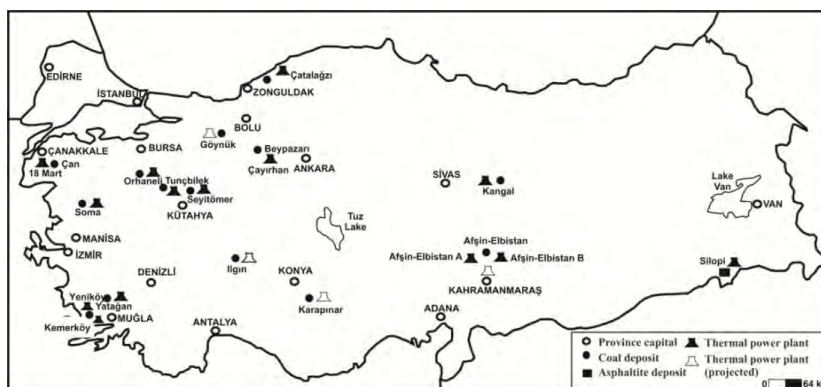 EDİRNE
İSTANBUL
Çatalağzı
ZONGULDAK
BOLU
Göynük
Beypazarı
Çayırhan
ANKARA
ÇANAKKALE
Çan
18 Mart
BURSA
Orhaneli
Tunçbilek
Seyitömer
KÜTAHYA
Soma
MANİSA
İZMİR
DENİZLİ
Yeniköy
Yatağan
Kemerköy
MUĞLA
ANTALYA
Ilgın
KONYA
Karapınar
Tuz
Lake
SİVAS
Kangal
Afşin-Elbistan
Afşin-Elbistan A
Afşin-Elbistan B
KAHRAMANMARAŞ
ADANA
Lake
Van
VAN
Silopi
Province capital
Coal deposit
Asphaltite deposit
Thermal power plant
Thermal power plant
(projected)
0 64 k